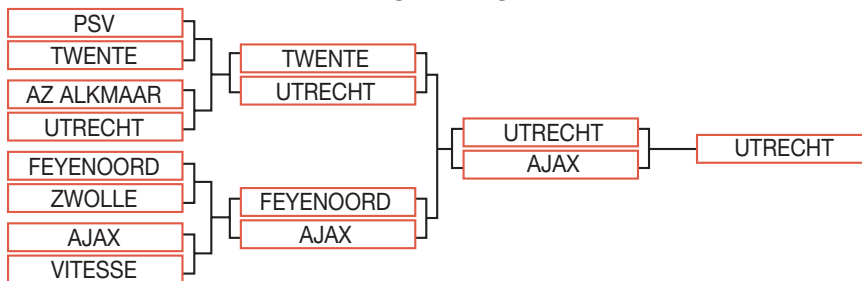 PSV
TWENTE
AZ ALKMAAR
UTRECHT
FEYENOORD
ZWOLLE
AJAX
VITESSE
TWENTE
UTRECHT
FEYENOORD
AJAX
UTRECHT
AJAX
UTRECHT